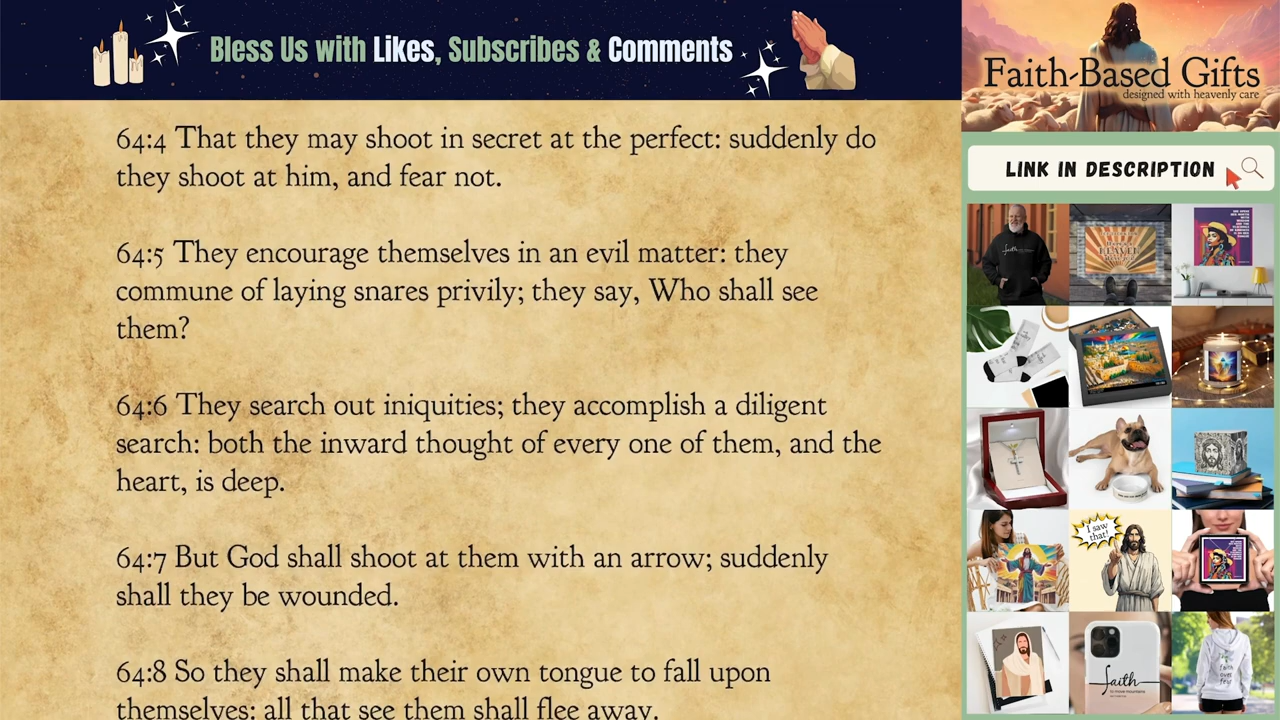 Bless Us with Likes, Subscribes & Comments
64:4 That they may shoot in secret at the perfect: suddenly do
they shoot at him, and fear not.
64:5 They encourage themselves in an evil matter: they
commune of laying snares privily; they say, Who shall see
them?
64:6 They search out iniquities; they accomplish a diligent
search: both the inward thought of every one of them, and the
heart, is deep.
64:7 But God shall shoot at them with an arrow; suddenly
shall they be wounded.
64:8 So they shall make their own tongue to fall upon
themselves: all that see them shall flee away.
Faith-Based Gifts
designed with heavenly care
LINK IN DESCRIPTION
faith
I saw
that!
faith
faith
over
fear